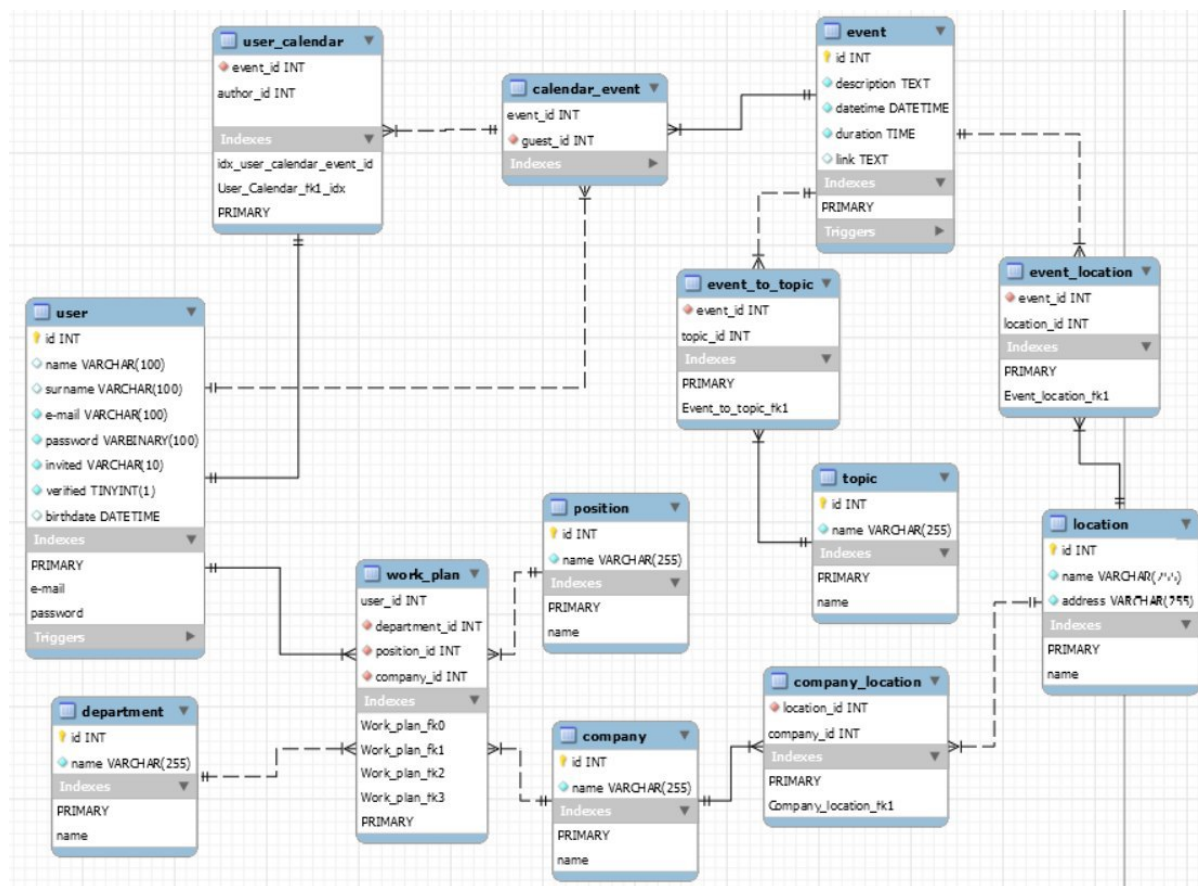 user_calendar
event_id INT
author_id INT
Indexes
idx_user_calendar_event_id
User_Calendar_fk1_idx
PRIMARY
calendar_event
event_id INT
guest_id INT
Indexes
event
id INT
description TEXT
datetime DATETIME
duration TIME
link TEXT
Indexes
PRIMARY
Triggers
event_to_topic
event_id INT
topic_id INT
Indexes
PRIMARY
Event_to_topic_fk1
event_location
event_id INT
location_id INT
Indexes
PRIMARY
Event_location_fk1
user
id INT
name VARCHAR(100)
surname VARCHAR(100)
e-mail VARCHAR(100)
password VARBINARY(100)
invited VARCHAR(10)
verified TINYINT(1)
birthdate DATETIME
Indexes
PRIMARY
e-mail
password
Triggers
position
id INT
name VARCHAR(255)
Indexes
PRIMARY
name
topic
id INT
name VARCHAR(255)
Indexes
PRIMARY
name
location
id INT
name VARCHAR(255)
address VARCHAR(255)
Indexes
PRIMARY
name
work_plan
user_id INT
department_id INT
position_id INT
company_id INT
Indexes
Work_plan_fk0
Work_plan_fk1
Work_plan_fk2
Work_plan_fk3
PRIMARY
department
id INT
name VARCHAR(255)
Indexes
PRIMARY
name
company
id INT
name VARCHAR(255)
Indexes
PRIMARY
name
company_location
location_id INT
company_id INT
Indexes
PRIMARY
Company_location_fk1